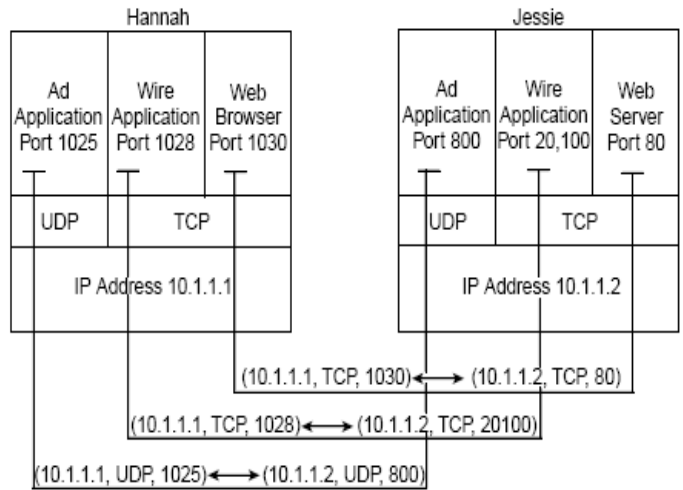 Hannah
Jessie
Ad
Application
Port 1025
Wire
Application
Port 1028
Web
Browser
Port 1030
Ad
Application
Port 800
Wire
Application
Port 20,100
Web
Server
Port 80
UDP
TCP
UDP
TCP
IP Address 10.1.1.1
IP Address 10.1.1.2
(10.1.1.1, TCP, 1030) (10.1.1.2, TCP, 80)
(10.1.1.1, TCP, 1028) (10.1.1.2, TCP, 20100)
(10.1.1.1, UDP, 1025) (10.1.1.2, UDP, 800)